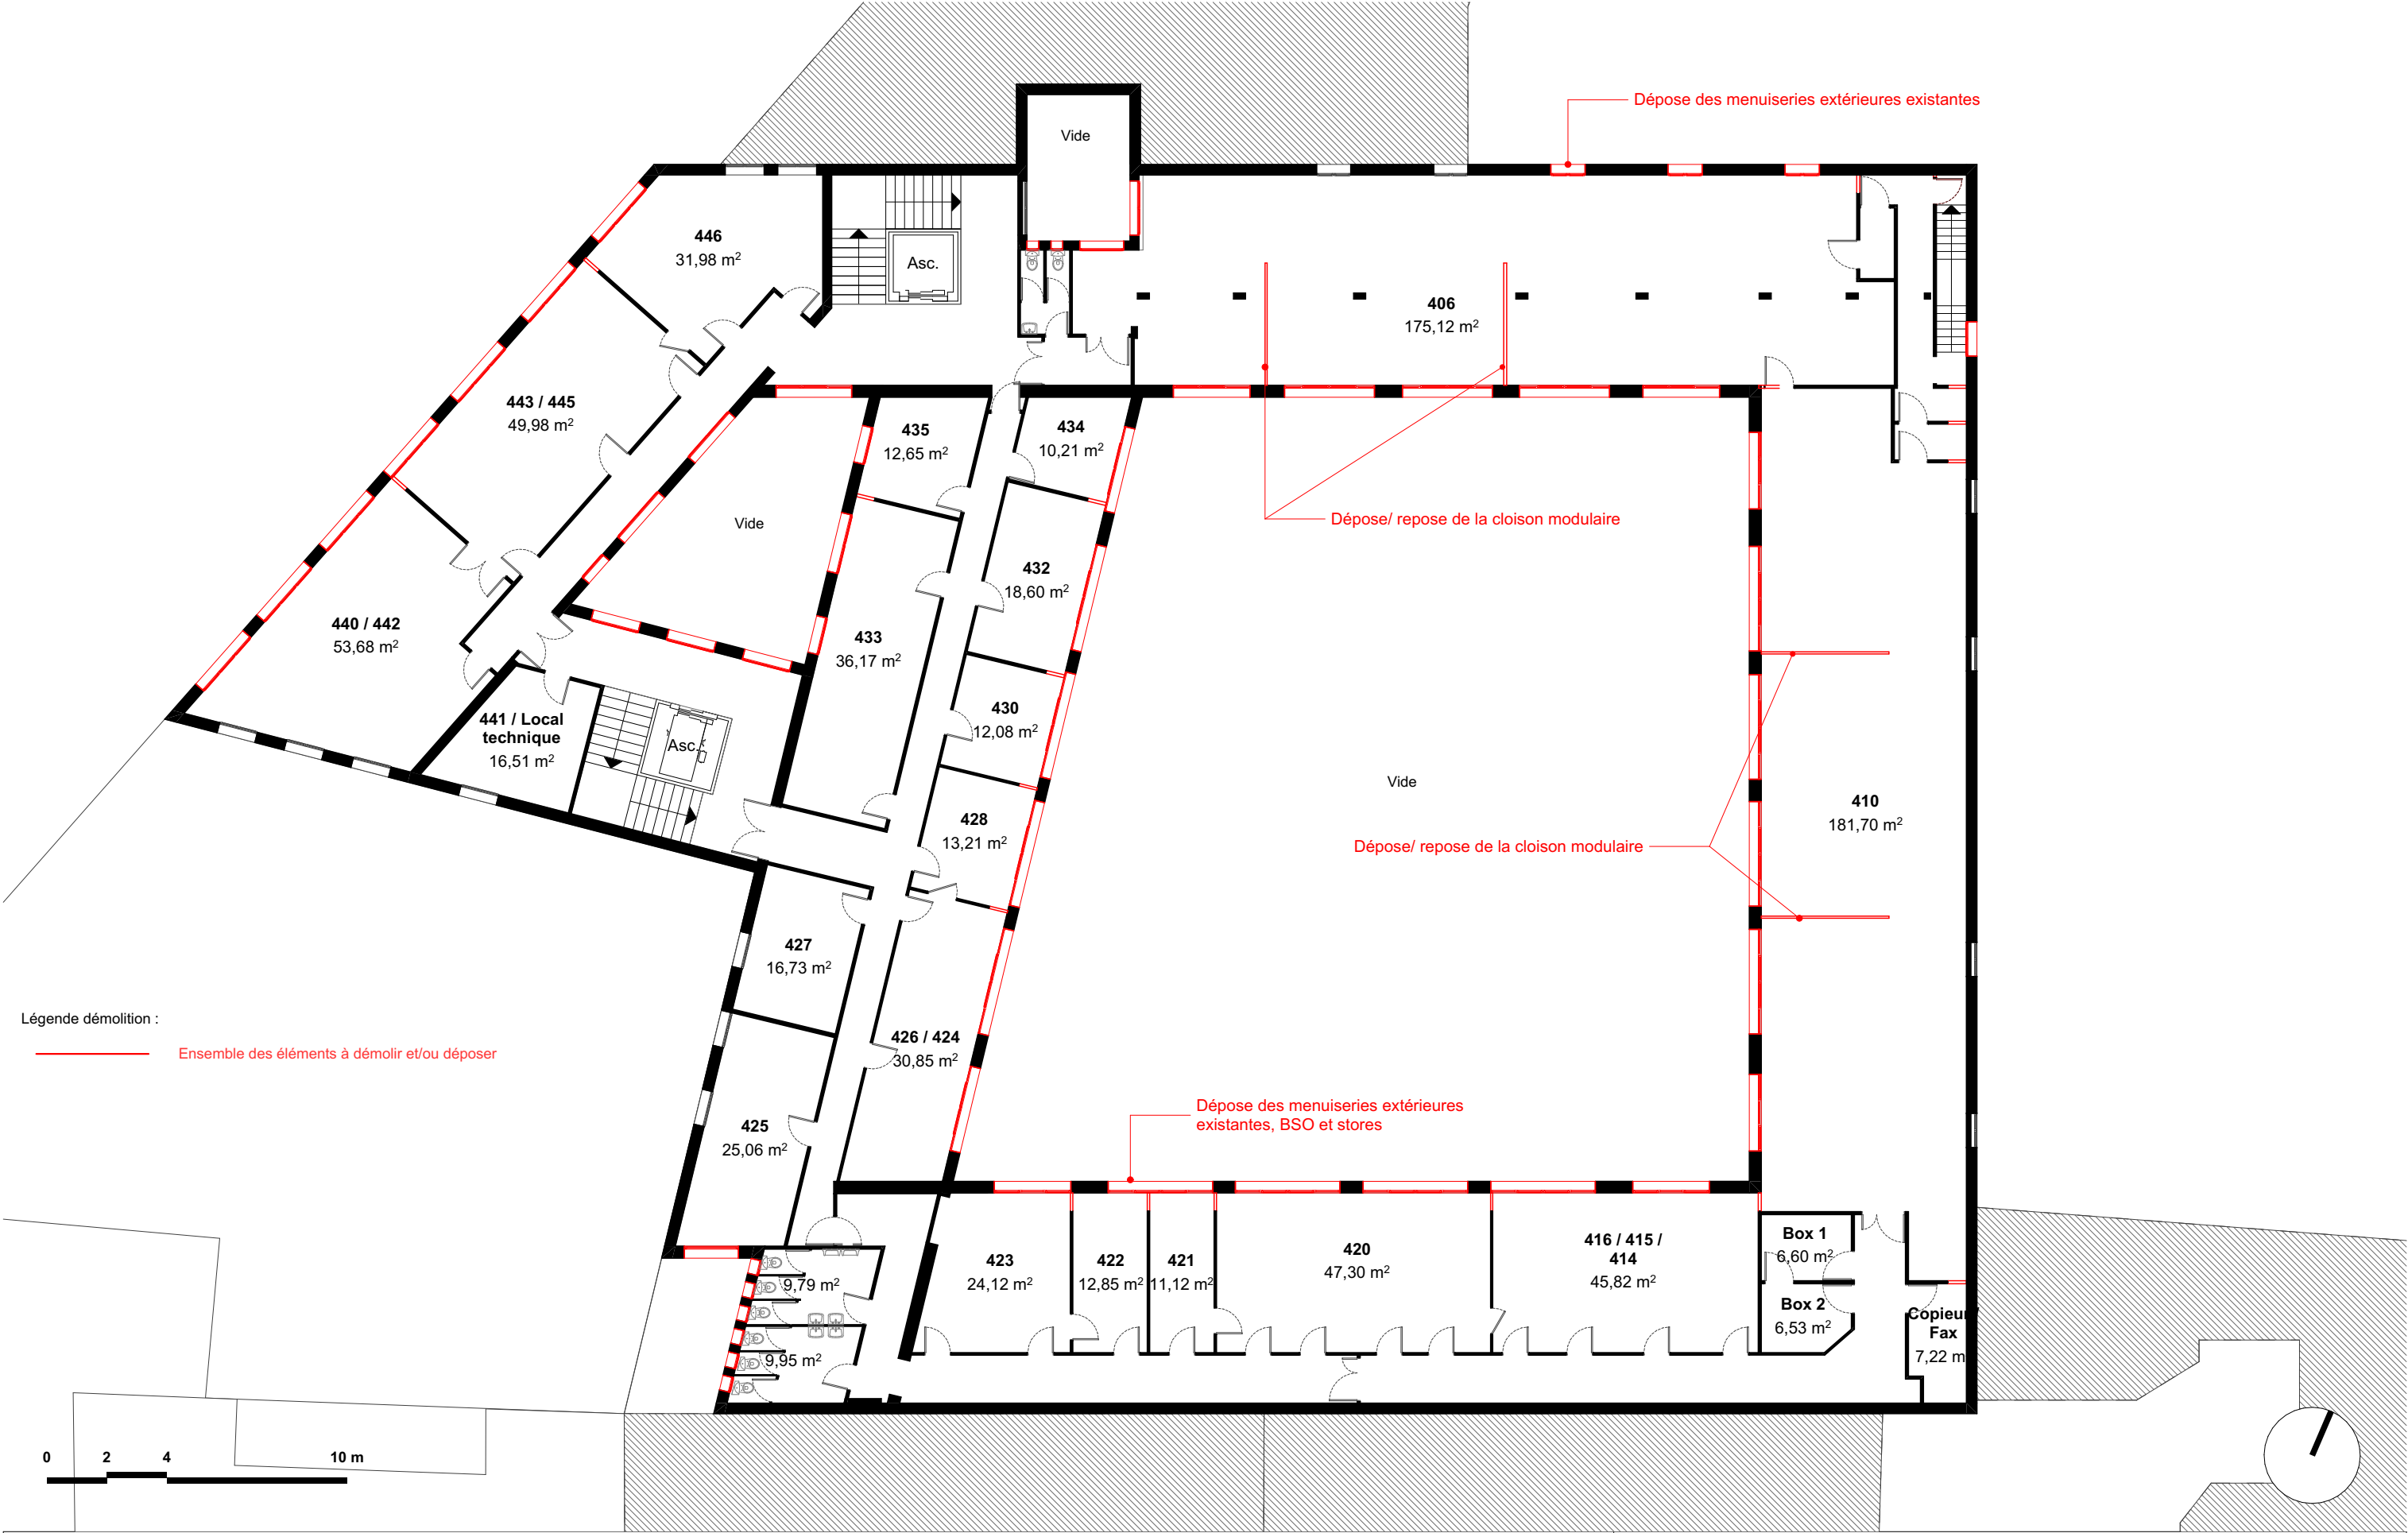 Dépose des menuiseries extérieures existantes
Vide
446
31,98 m²
Asc.
406
175,12 m²
443 / 445
49,98 m²
435
12,65 m²
434
10,21 m²
Vide
Dépose/ repose de la cloison modulaire
432
18,60 m²
440 / 442
53,68 m²
433
36,17 m²
430
12,08 m²
441 / Local
technique
16,51 m²
Asc.
Vide
410
181,70 m²
428
13,21 m²
Dépose/ repose de la cloison modulaire
427
16,73 m²
Légende démolition :
Ensemble des éléments à démolir et/ou déposer
426 / 424
30,85 m²
Dépose des menuiseries extérieures
existantes, BSO et stores
425
25,06 m²
423
24,12 m²
422
12,85 m²
421
11,12 m²
420
47,30 m²
416 / 415 /
414
45,82 m²
Box 1
6,60 m²
9,79 m²
Box 2
6,53 m²
Copieur/
Fax
7,22 m
9,95 m²
0 2 4 10 m